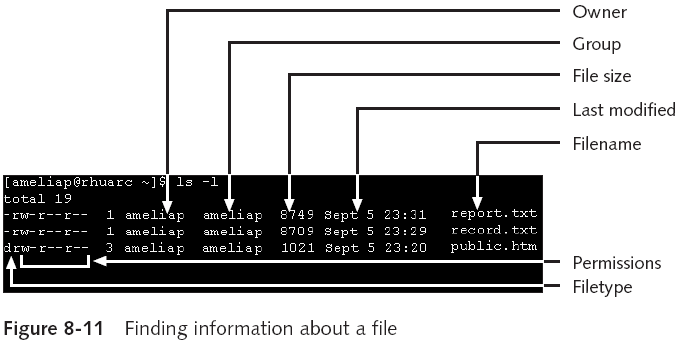 Owner
Group
File size
Last modified
Filename
[ameliap@rhuarc ~]$ ls -l
total 19
-rw-r--r-- 1 ameliap ameliap 8749 Sept 5 23:31 report.txt
-rw-r--r-- 1 ameliap ameliap 8709 Sept 5 23:29 record.txt
drw-r--r-- 3 ameliap ameliap 1021 Sept 5 23:20 public.htm
Permissions
Filetype
Figure 8-11 Finding information about a file